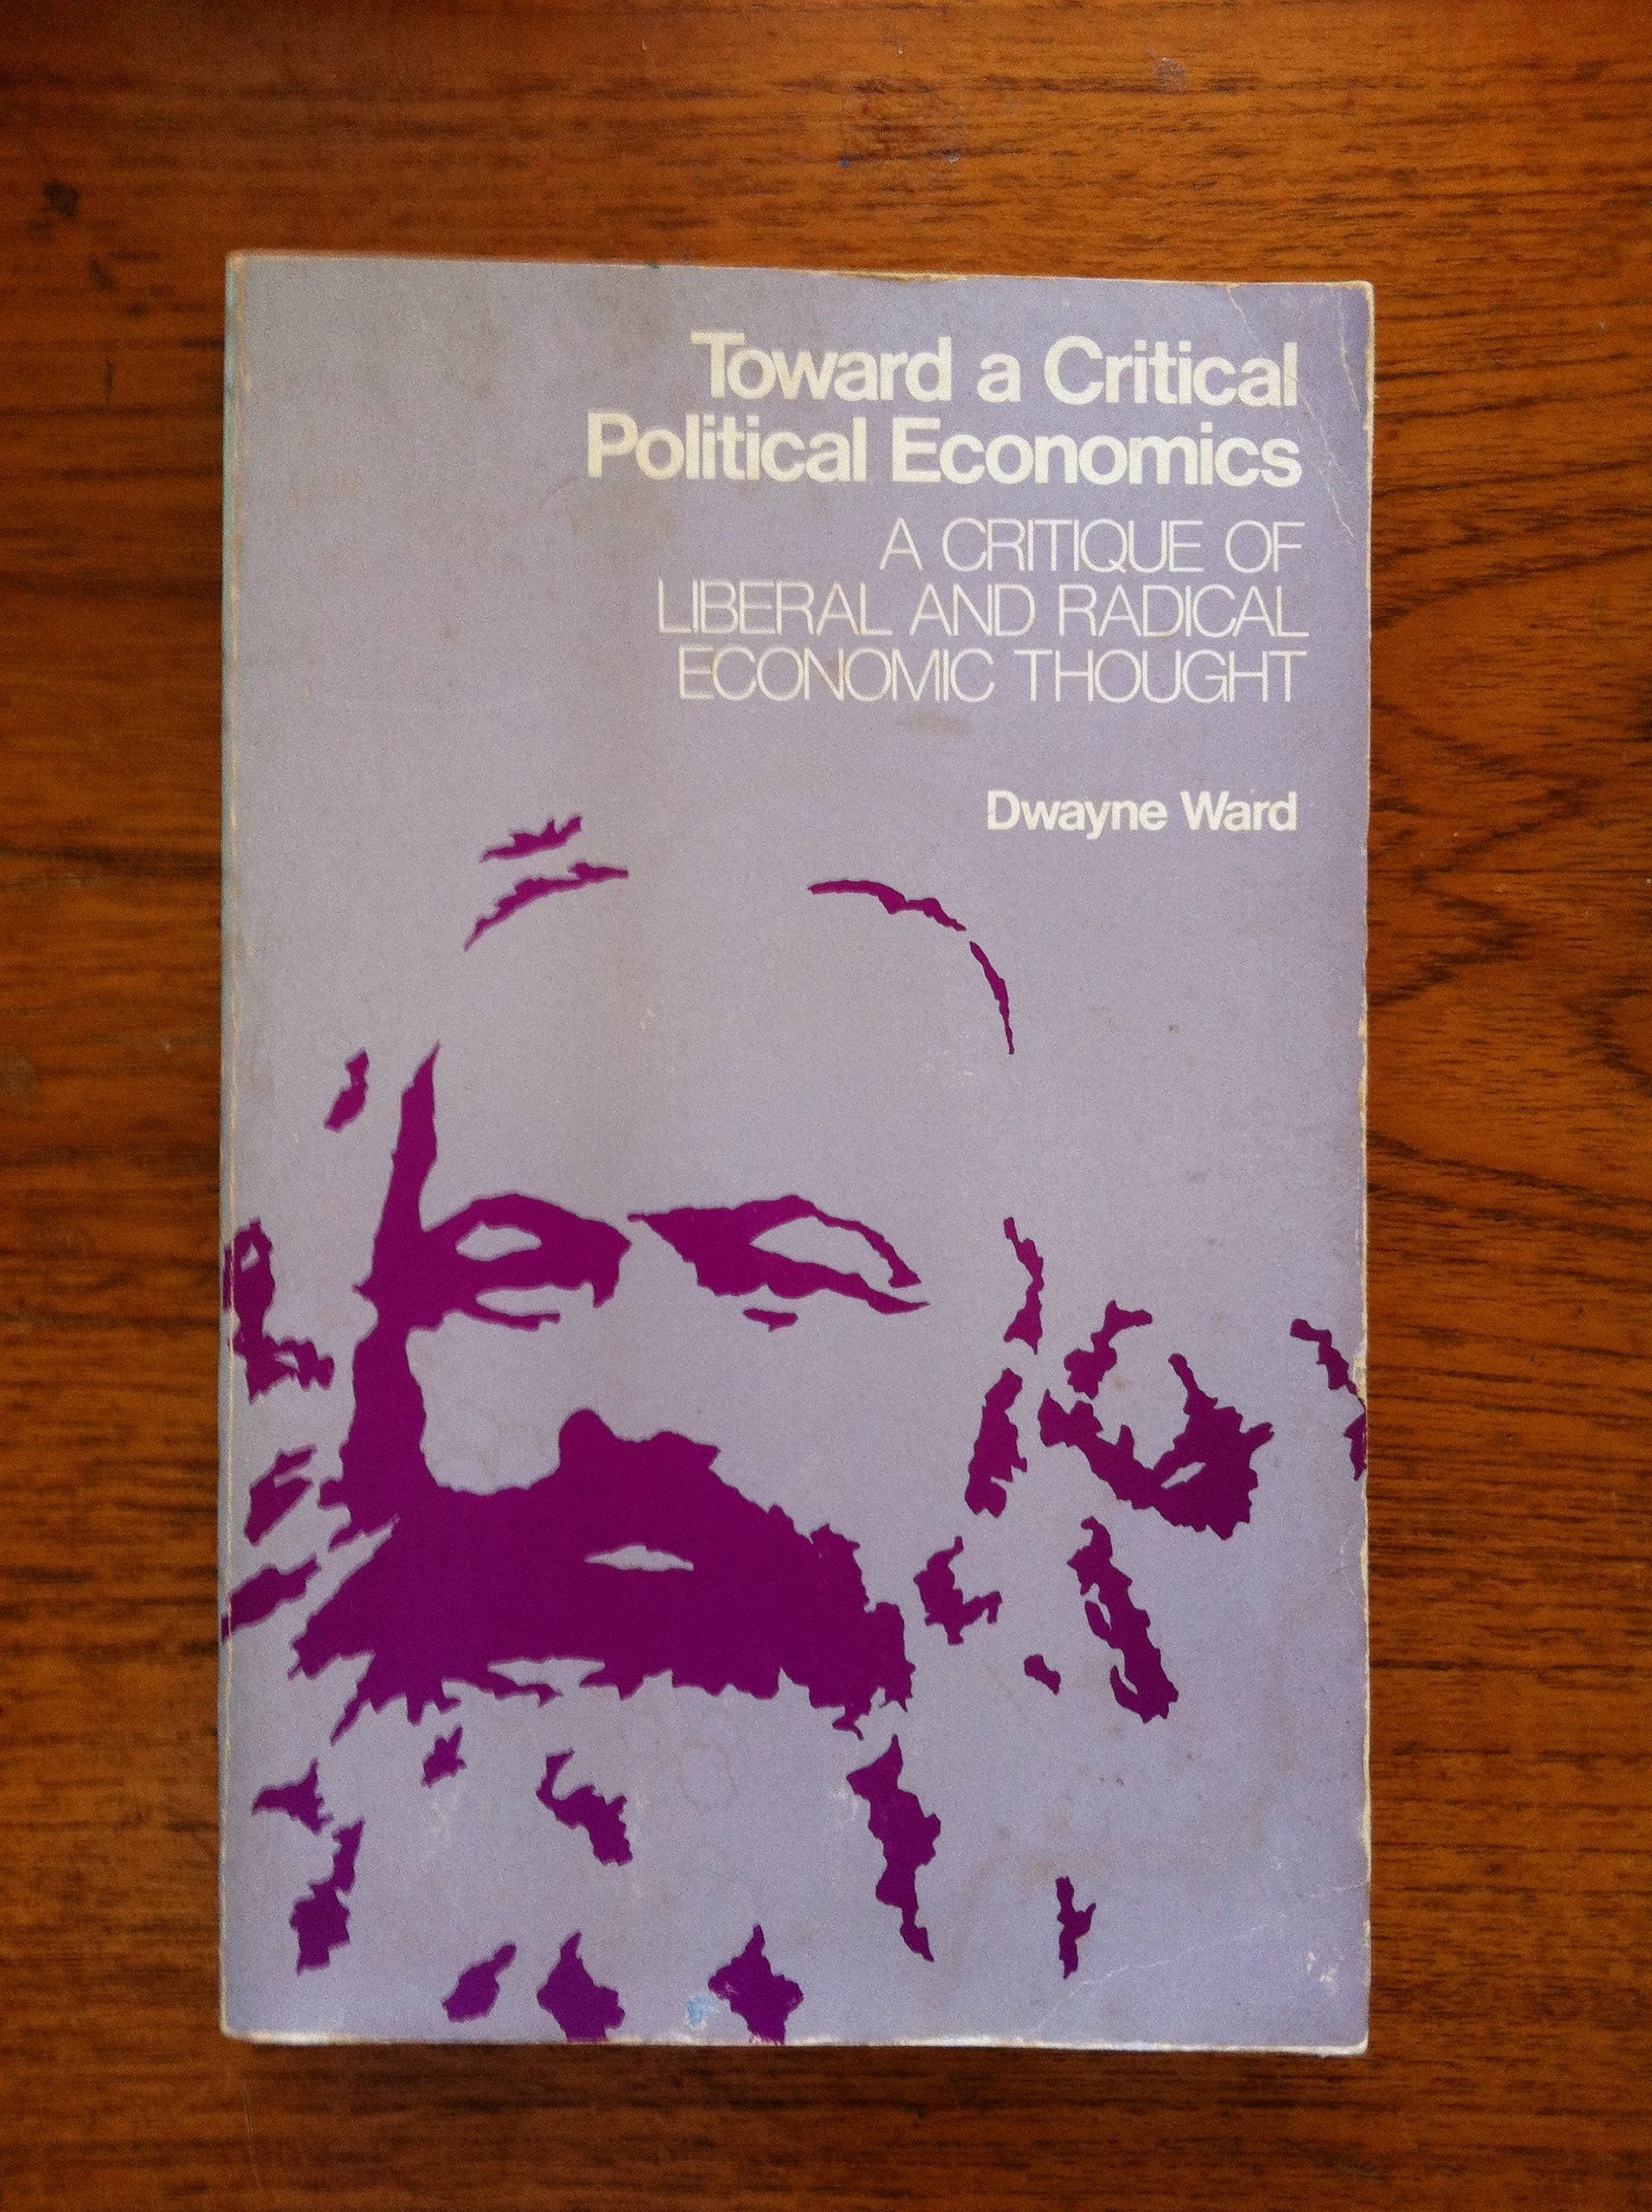 Toward a Critical
Political Economics
A CRITIQUE OF
LIBERAL AND RADICAL
ECONOMIC THOUGHT
Dwayne Ward